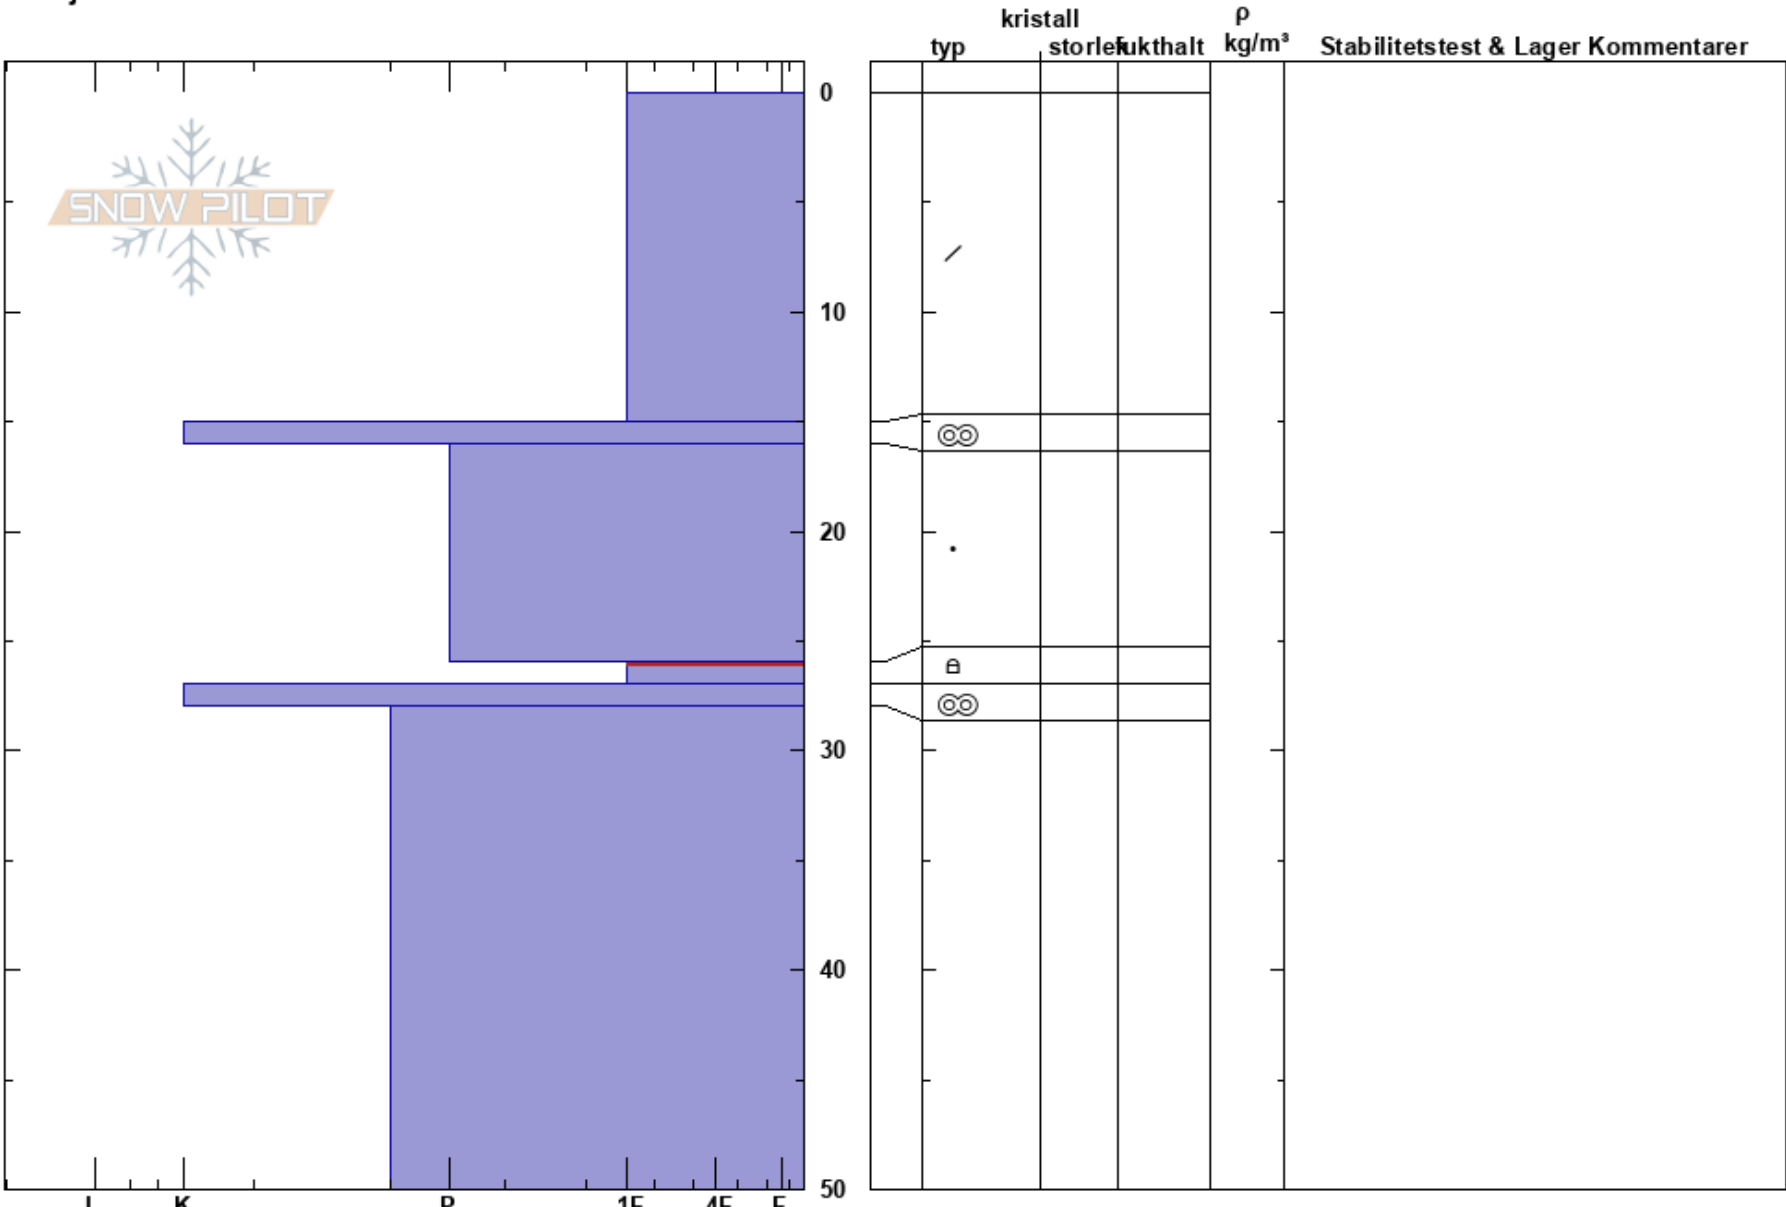 kristall ρ
typ storlek fukthalt kg/m³ Stabilitetstest & Lager Kommentarer
0
SNOW PILOT
10
20
30
40
50
I K P 1F 4F F